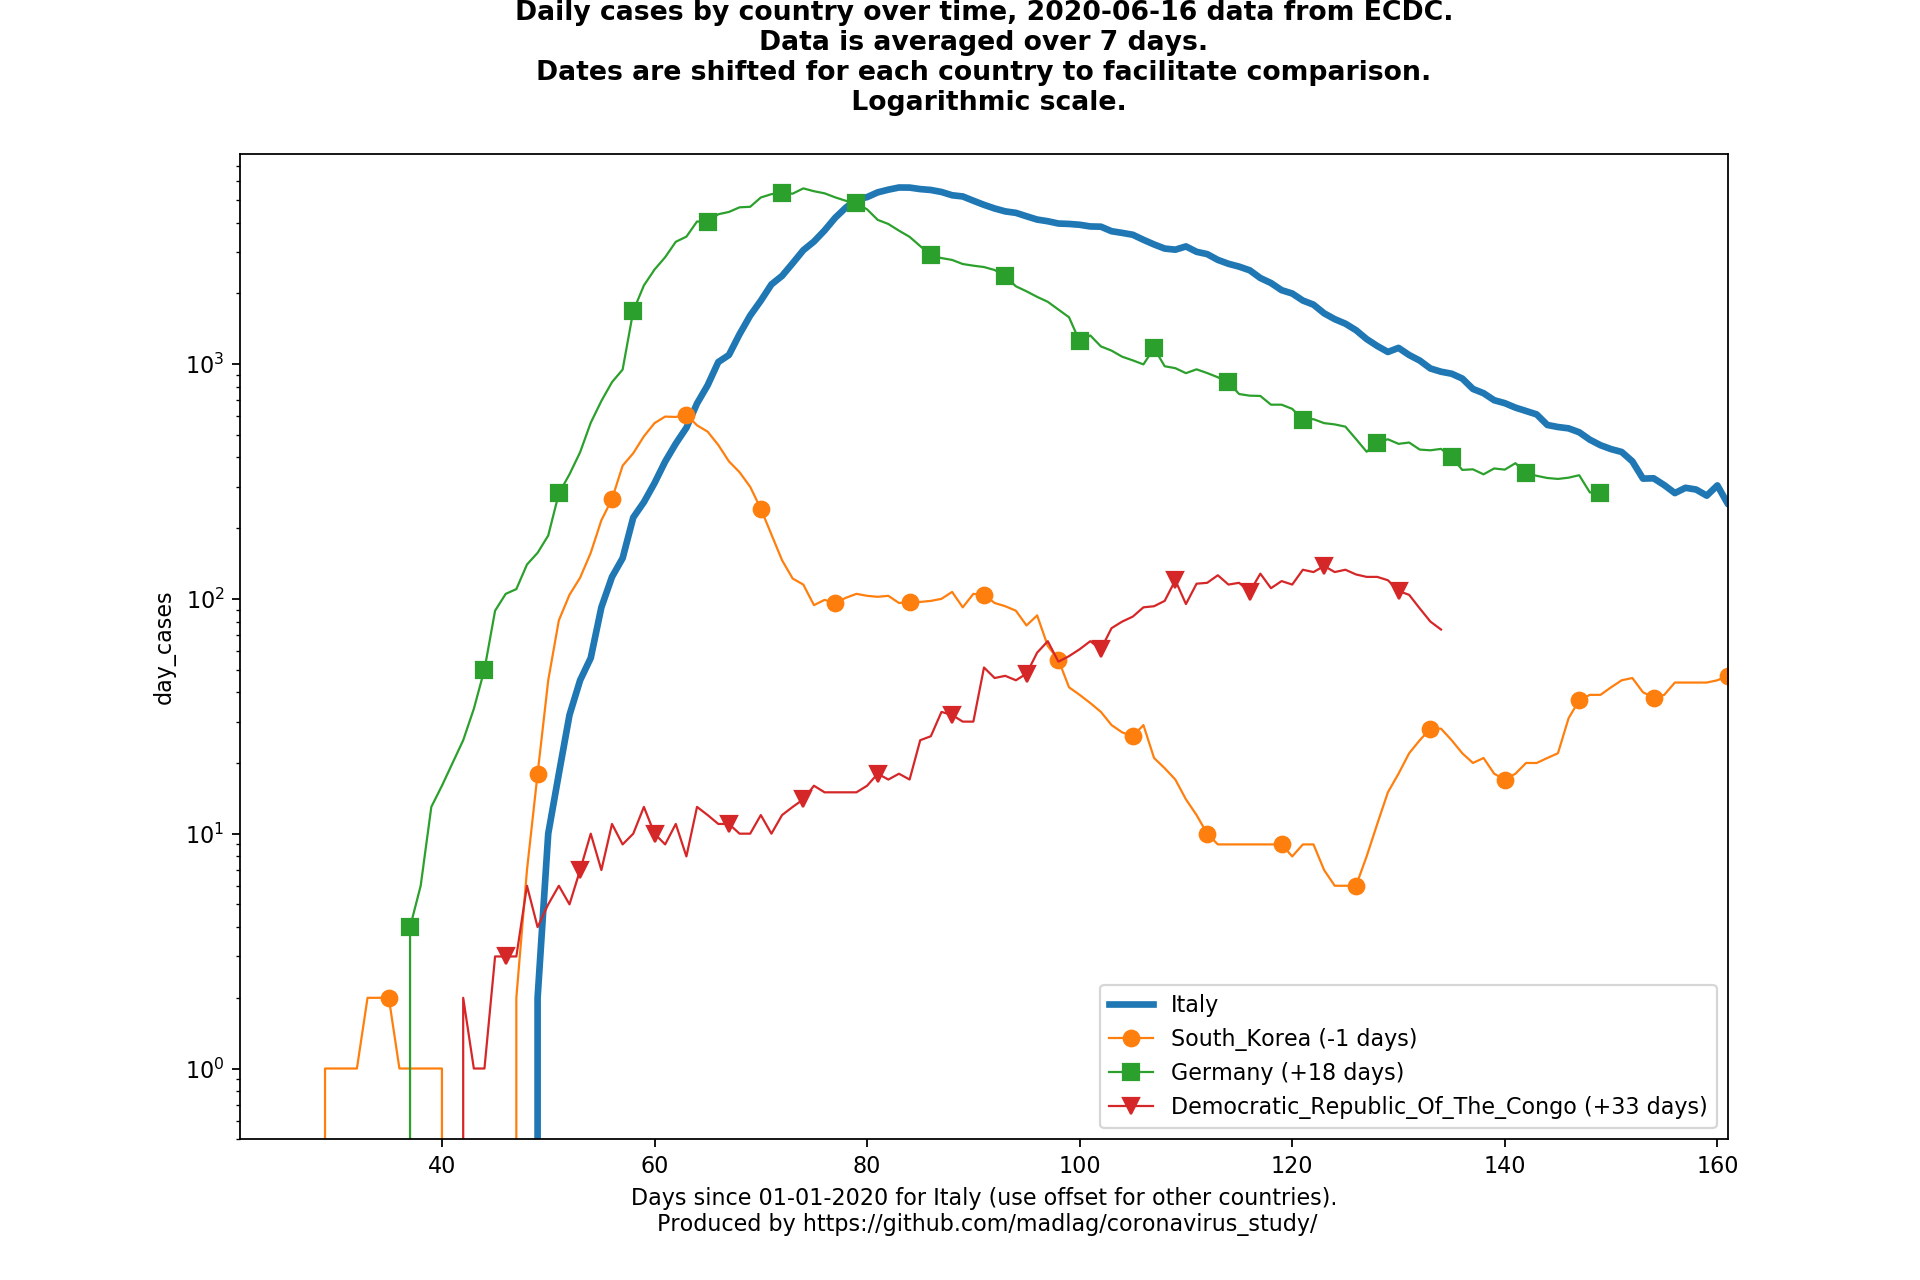 Daily cases by country over time, 2020-06-16 data from ECDC.
Data is averaged over 7 days.
Dates are shifted for each country to facilitate comparison.
Logarithmic scale.
10³
10²
10¹
10⁰
day_cases
Italy
South_Korea (-1 days)
Germany (+18 days)
Democratic_Republic_Of_The_Congo (+33 days)
40 60 80 100 120 140 160
Days since 01-01-2020 for Italy (use offset for other countries).
Produced by https://github.com/madlag/coronavirus_study/